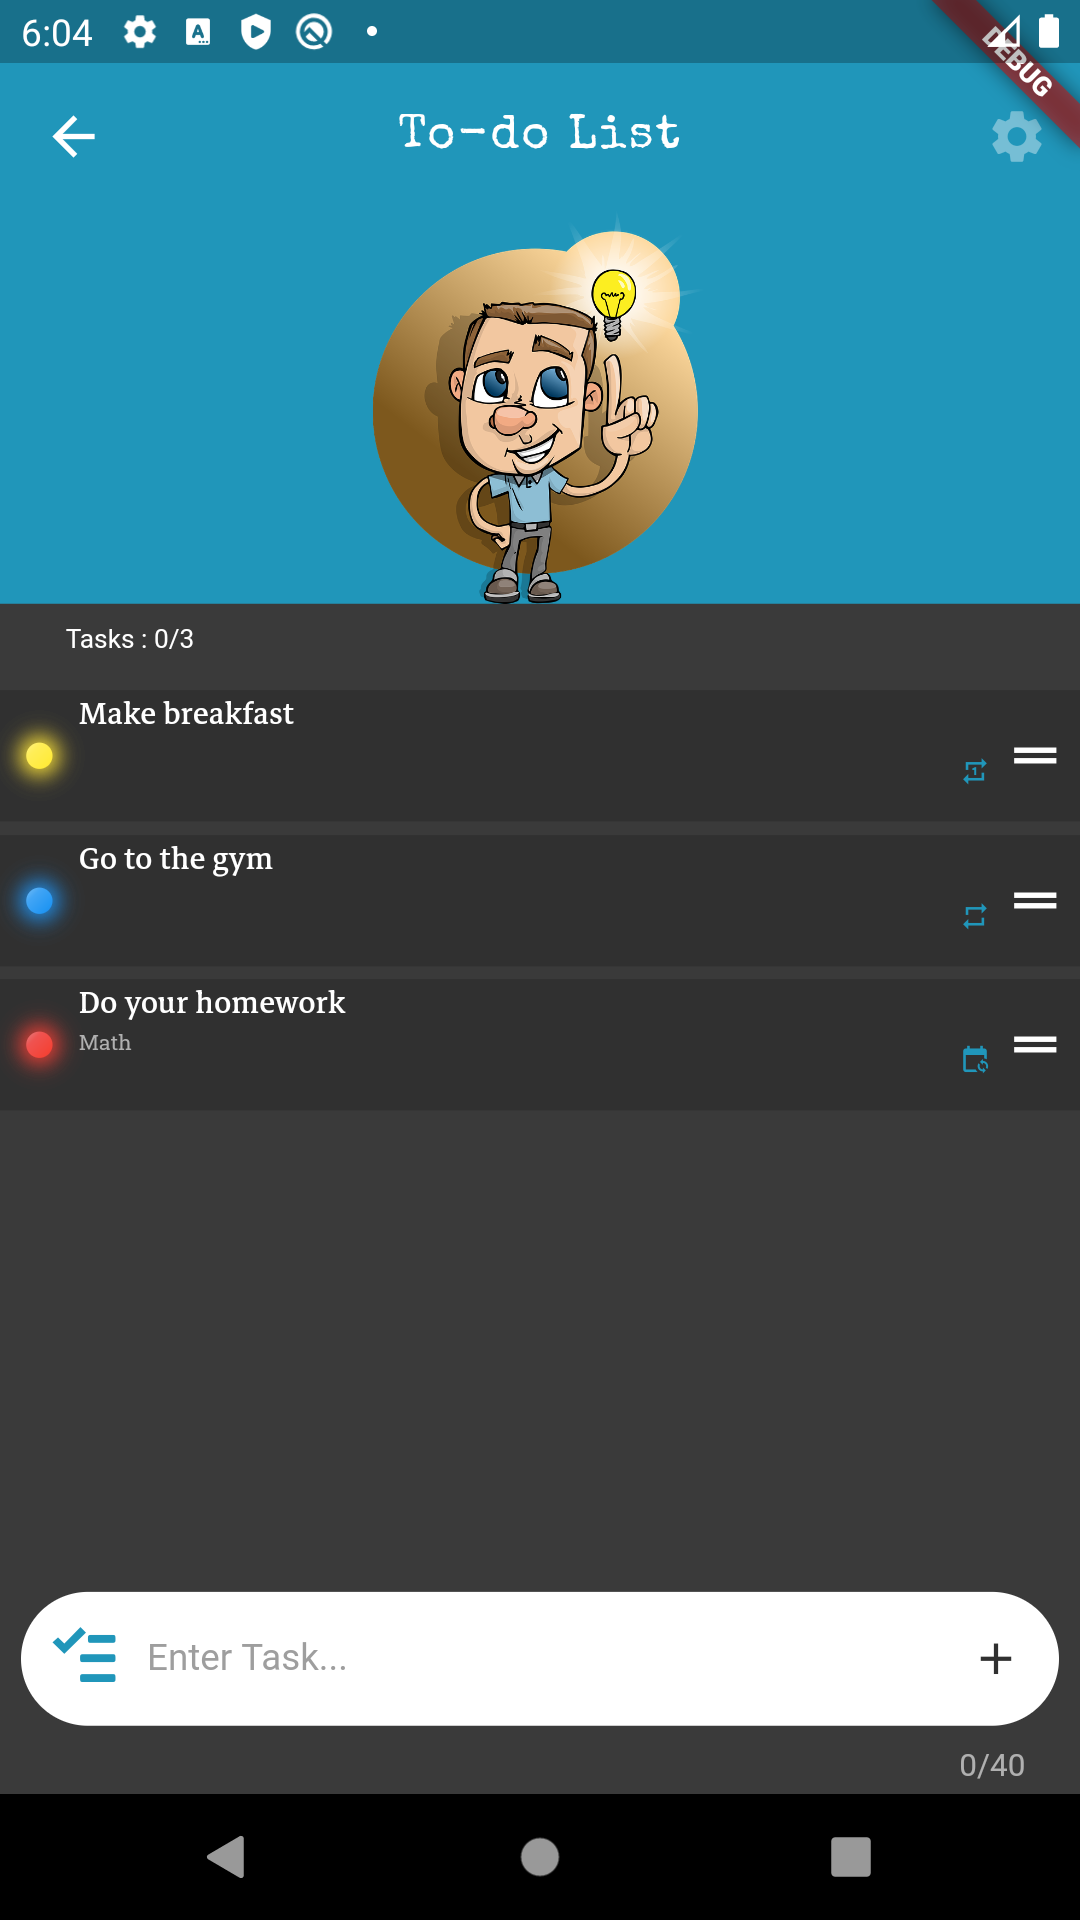 6:04
DEBUG
To-do List
Tasks : 0/3
Make breakfast
Go to the gym
Do your homework
Math
Enter Task...
0/40